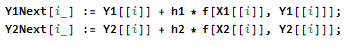 Y1Next[i_] := Y1[[i]] + h1 * f[X1[[i]], Y1[[i]]];
Y2Next[i_] := Y2[[i]] + h2 * f[X2[[i]], Y2[[i]]];